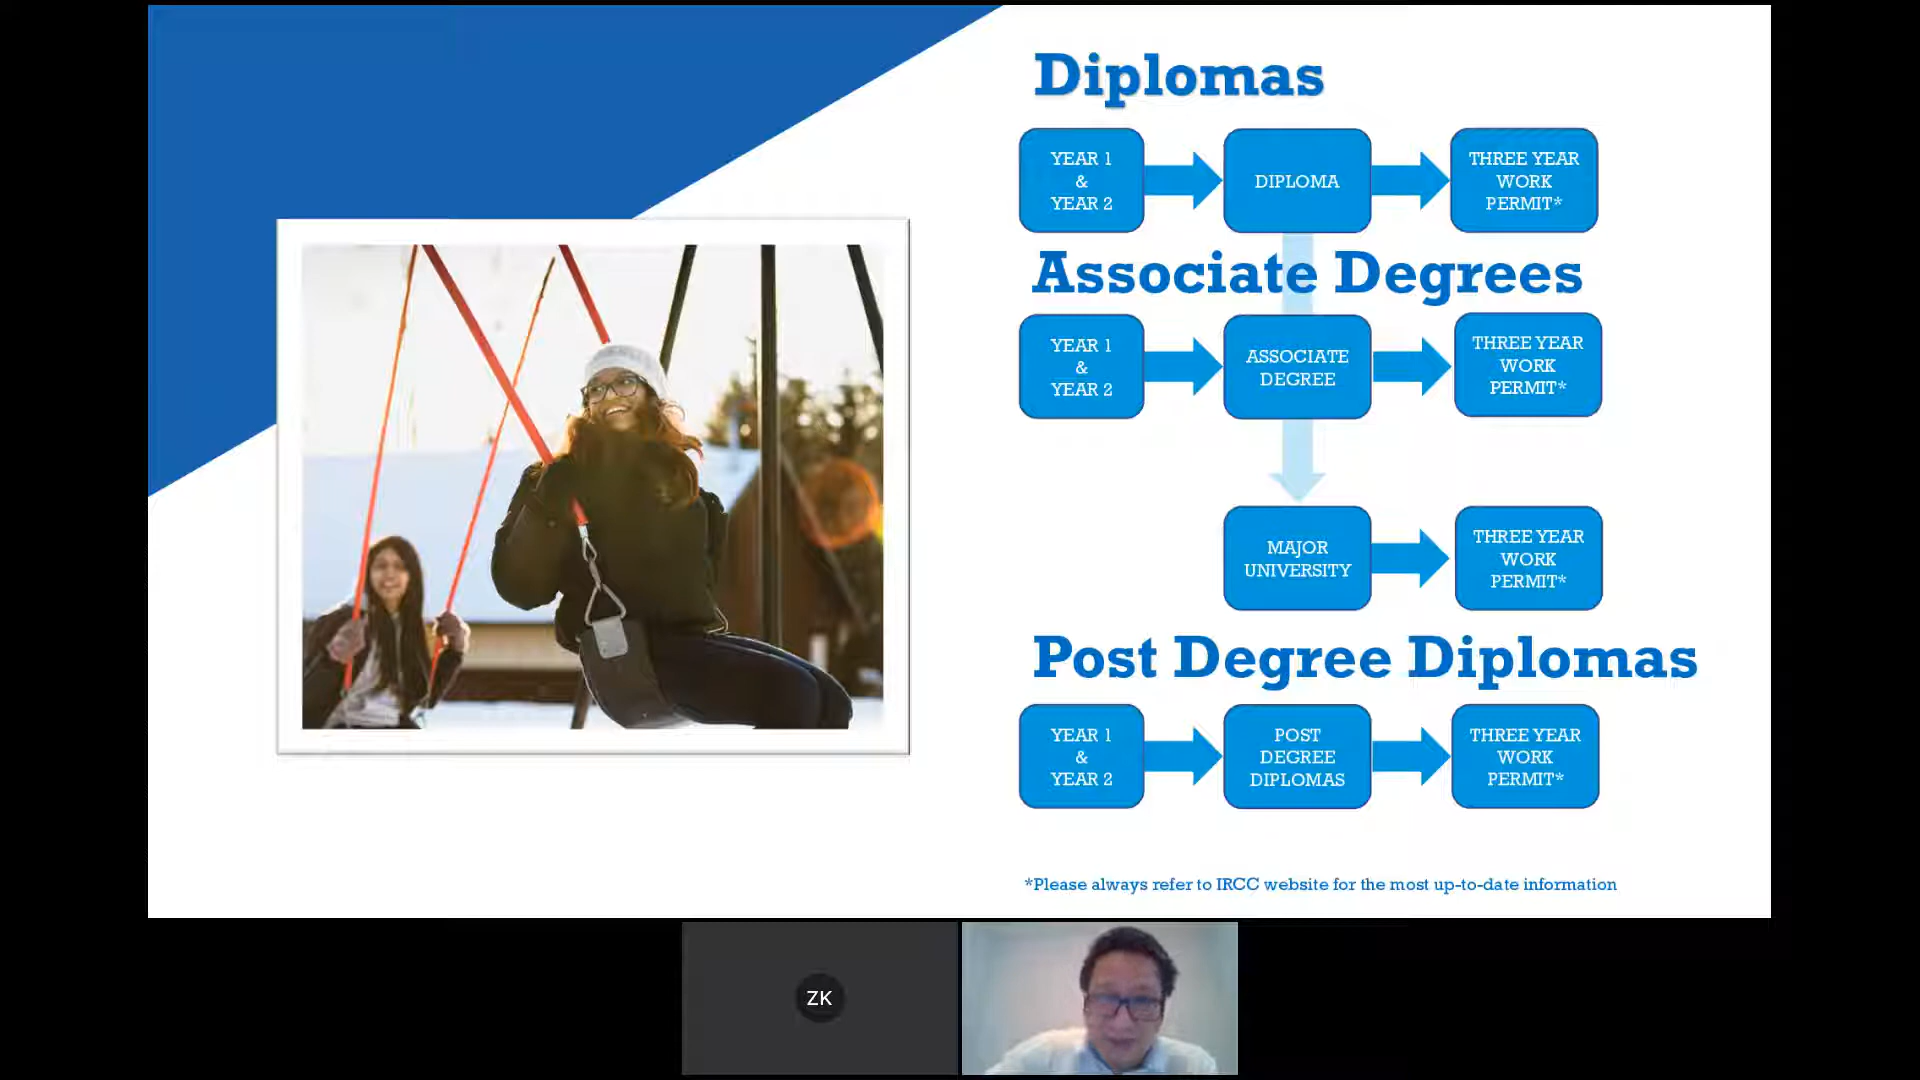 Diplomas
YEAR 1
&
YEAR 2
DIPLOMA
THREE YEAR
WORK
PERMIT*
Associate Degrees
YEAR 1
&
YEAR 2
ASSOCIATE
DEGREE
THREE YEAR
WORK
PERMIT*
MAJOR
UNIVERSITY
THREE YEAR
WORK
PERMIT*
Post Degree Diplomas
YEAR 1
&
YEAR 2
POST
DEGREE
DIPLOMAS
THREE YEAR
WORK
PERMIT*
*Please always refer to IRCC website for the most up-to-date information
ZK